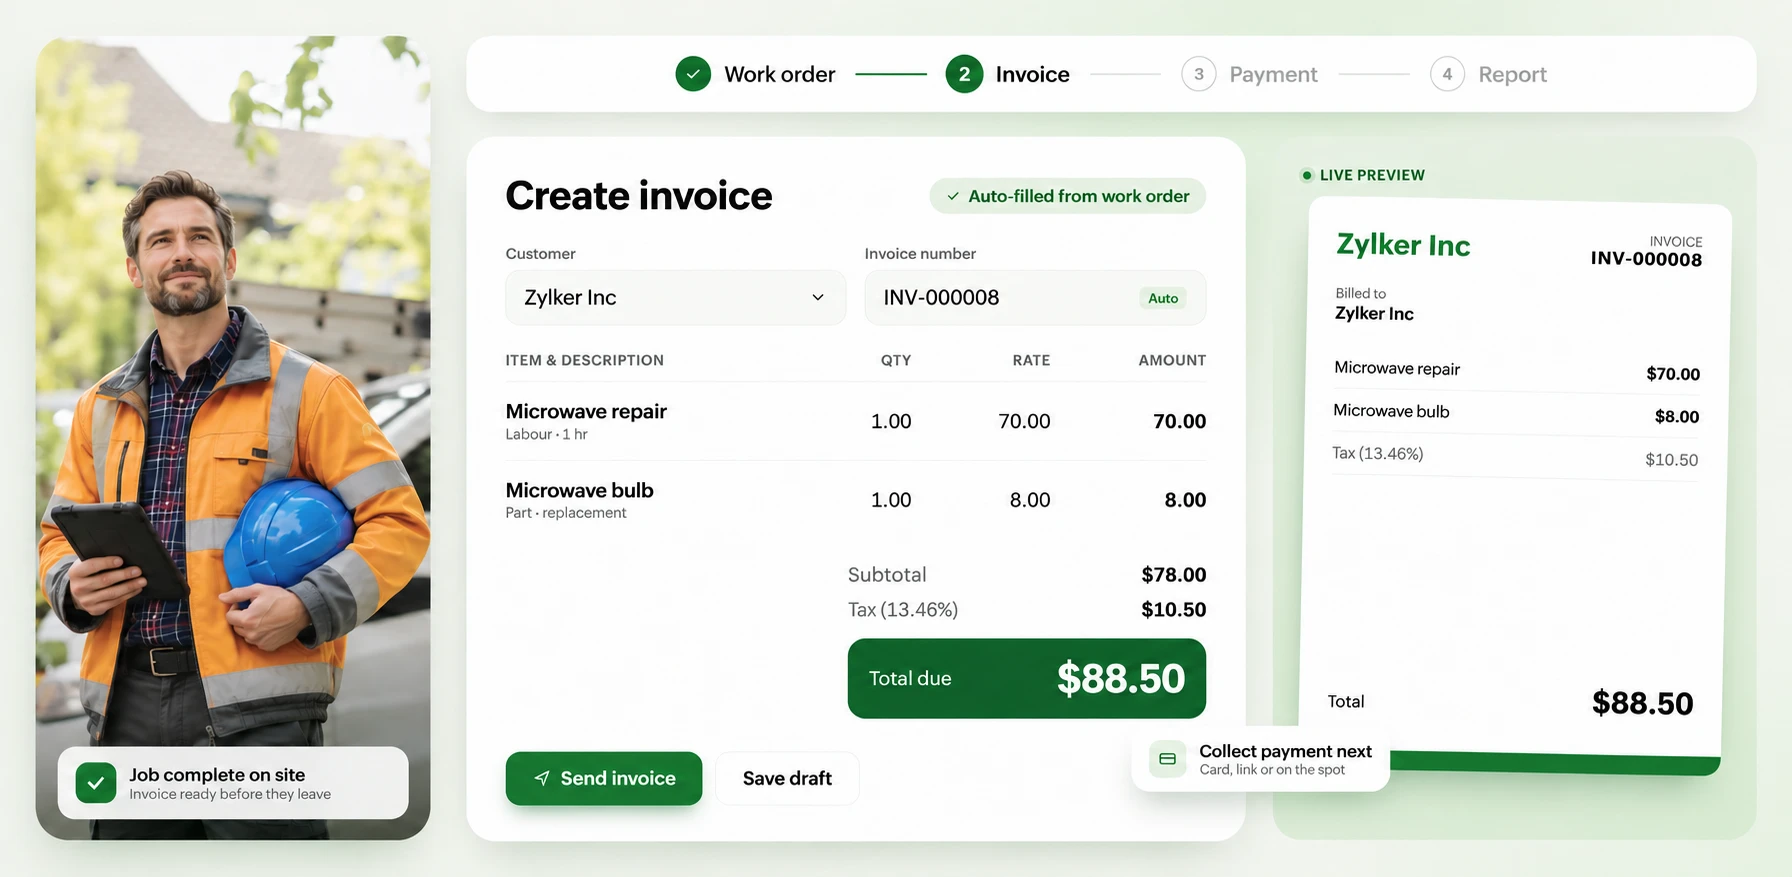 Work order
2 Invoice
3 Payment
4 Report
Create invoice
Auto-filled from work order
Customer
Zylker Inc
Invoice number
INV-000008 Auto
ITEM & DESCRIPTION QTY RATE AMOUNT
Microwave repair 1.00 70.00 70.00
Labour · 1 hr
Microwave bulb 1.00 8.00 8.00
Part · replacement
Subtotal $78.00
Tax (13.46%) $10.50
Total due $88.50
Send invoice
Save draft
LIVE PREVIEW
Zylker Inc
INVOICE
INV-000008
Billed to
Zylker Inc
Microwave repair $70.00
Microwave bulb $8.00
Tax (13.46%) $10.50
Total $88.50
Collect payment next
Card, link or on the spot
Job complete on site
Invoice ready before they leave